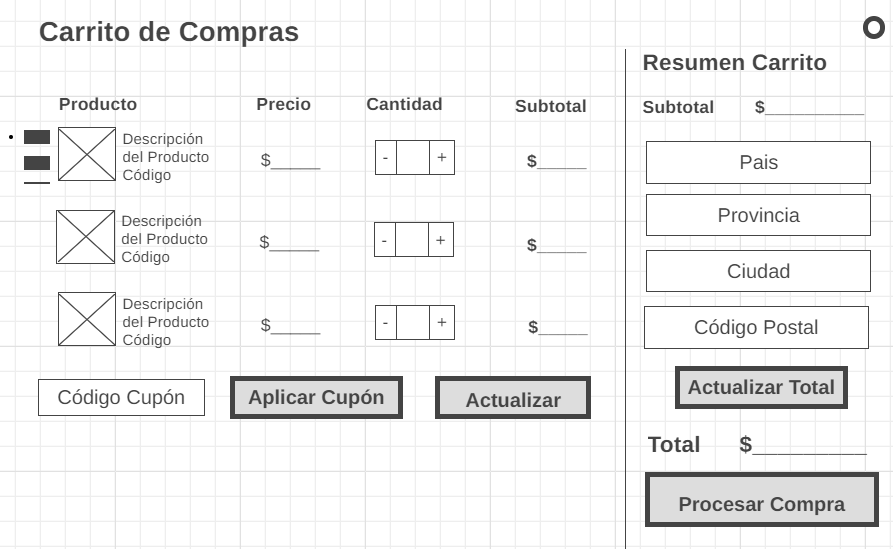 Carrito de Compras
Producto Precio Cantidad Subtotal
Descripción
del Producto
Código
$_____ - + $_____
Descripción
del Producto
Código
$_____ - + $_____
Descripción
del Producto
Código
$_____ - + $_____
Código Cupón Aplicar Cupón Actualizar
Resumen Carrito
Subtotal $__________
Pais
Provincia
Ciudad
Código Postal
Actualizar Total
Total $_________
Procesar Compra